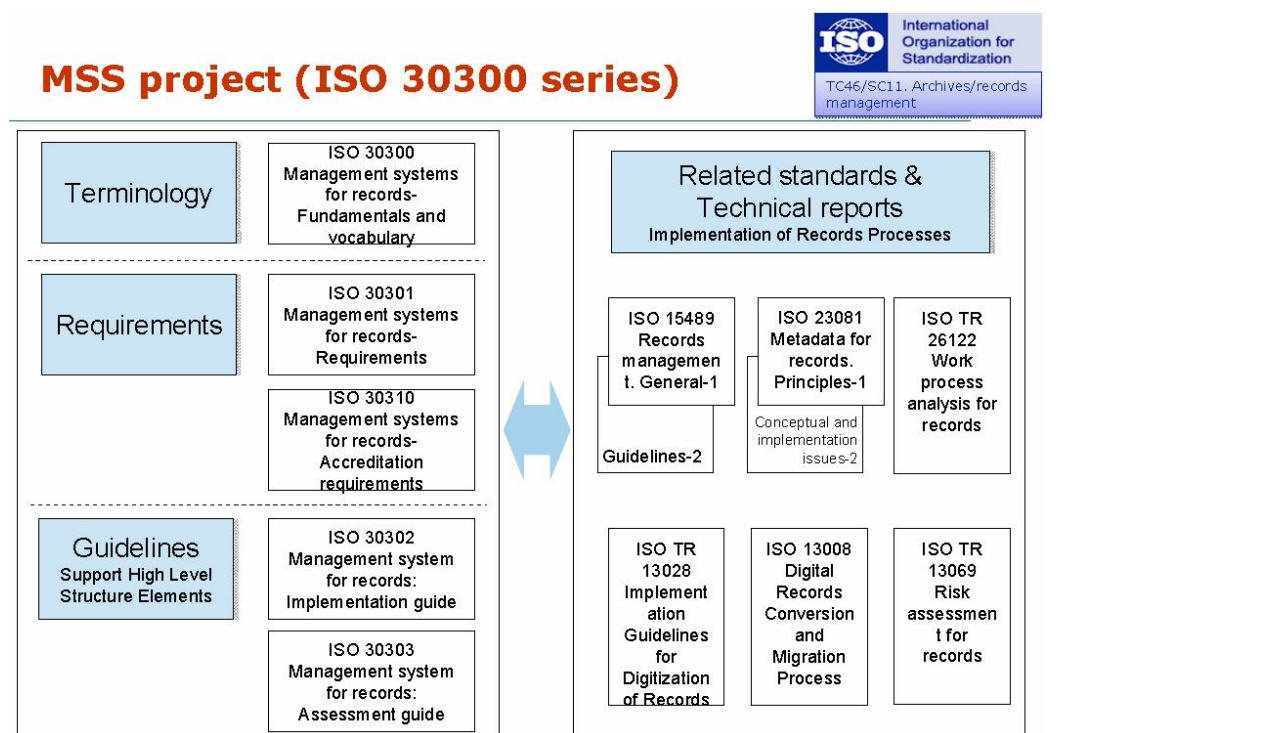 MSS project (ISO 30300 series)
ISO
International
Organization for
Standardization
TC46/SC11. Archives/records
management
Terminology
ISO 30300
Management systems
for records-
Fundamentals and
vocabulary
Requirements
ISO 30301
Management systems
for records-
Requirements
ISO 30310
Management systems
for records-
Accreditation
requirements
Guidelines
Support High Level
Structure Elements
ISO 30302
Management system
for records:
Implementation guide
ISO 30303
Management system
for records:
Assessment guide
Related standards &
Technical reports
Implementation of Records Processes
ISO 15489
Records
managemen
t. General-1
Guidelines-2
ISO 23081
Metadata for
records.
Principles-1
Conceptual and
implementation
issues-2
ISO TR
26122
Work
process
analysis for
records
ISO TR
13028
Implement
ation
Guidelines
for
Digitization
of Records
ISO 13008
Digital
Records
Conversion
and
Migration
Process
ISO TR
13069
Risk
assessmen
t for
records